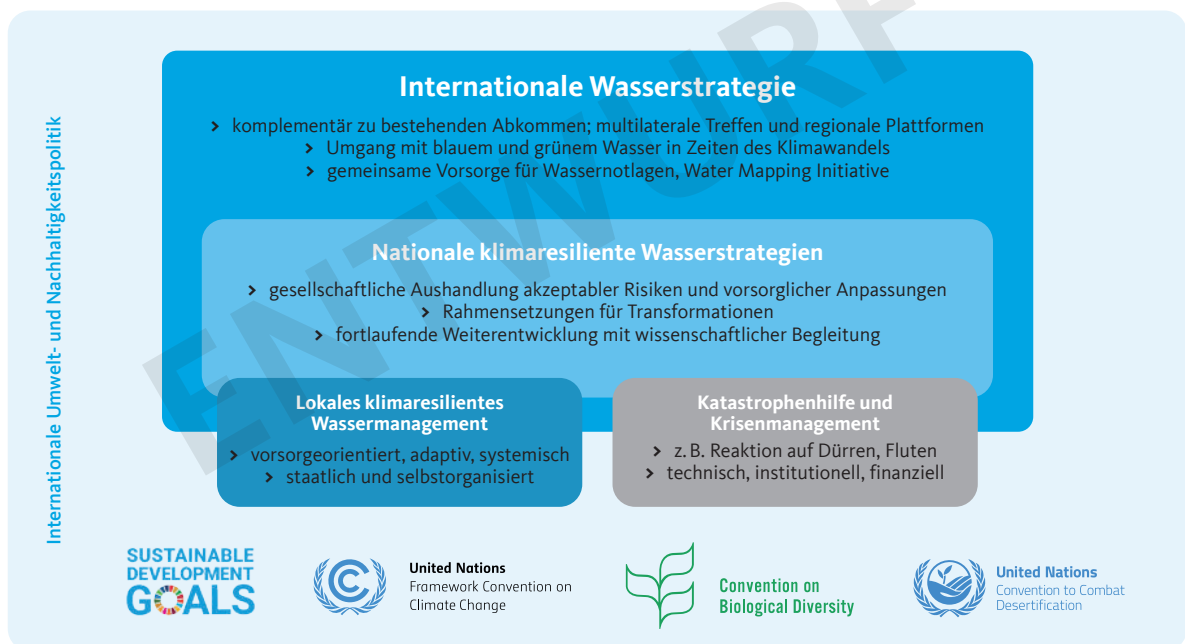 Internationale Umwelt- und Nachhaltigkeitspolitik
ENTWURF
Internationale Wasserstrategie
> komplementär zu bestehenden Abkommen; multilaterale Treffen und regionale Plattformen
> Umgang mit blauem und grünem Wasser in Zeiten des Klimawandels
> gemeinsame Vorsorge für Wassernotlagen, Water Mapping Initiative
Nationale klimaresiliente Wasserstrategien
> gesellschaftliche Aushandlung akzeptabler Risiken und vorsorglicher Anpassungen
> Rahmensetzungen für Transformationen
> fortlaufende Weiterentwicklung mit wissenschaftlicher Begleitung
Lokales klimaresilientes
Wassermanagement
> vorsorgeorientiert, adaptiv, systemisch
> staatlich und selbstorganisiert
Katastrophenhilfe und
Krisenmanagement
> z. B. Reaktion auf Dürren, Fluten
> technisch, institutionell, finanziell
SUSTAINABLE
DEVELOPMENT
GOALS
United Nations
Framework Convention on
Climate Change
Convention on
Biological Diversity
United Nations
Convention to Combat
Desertification